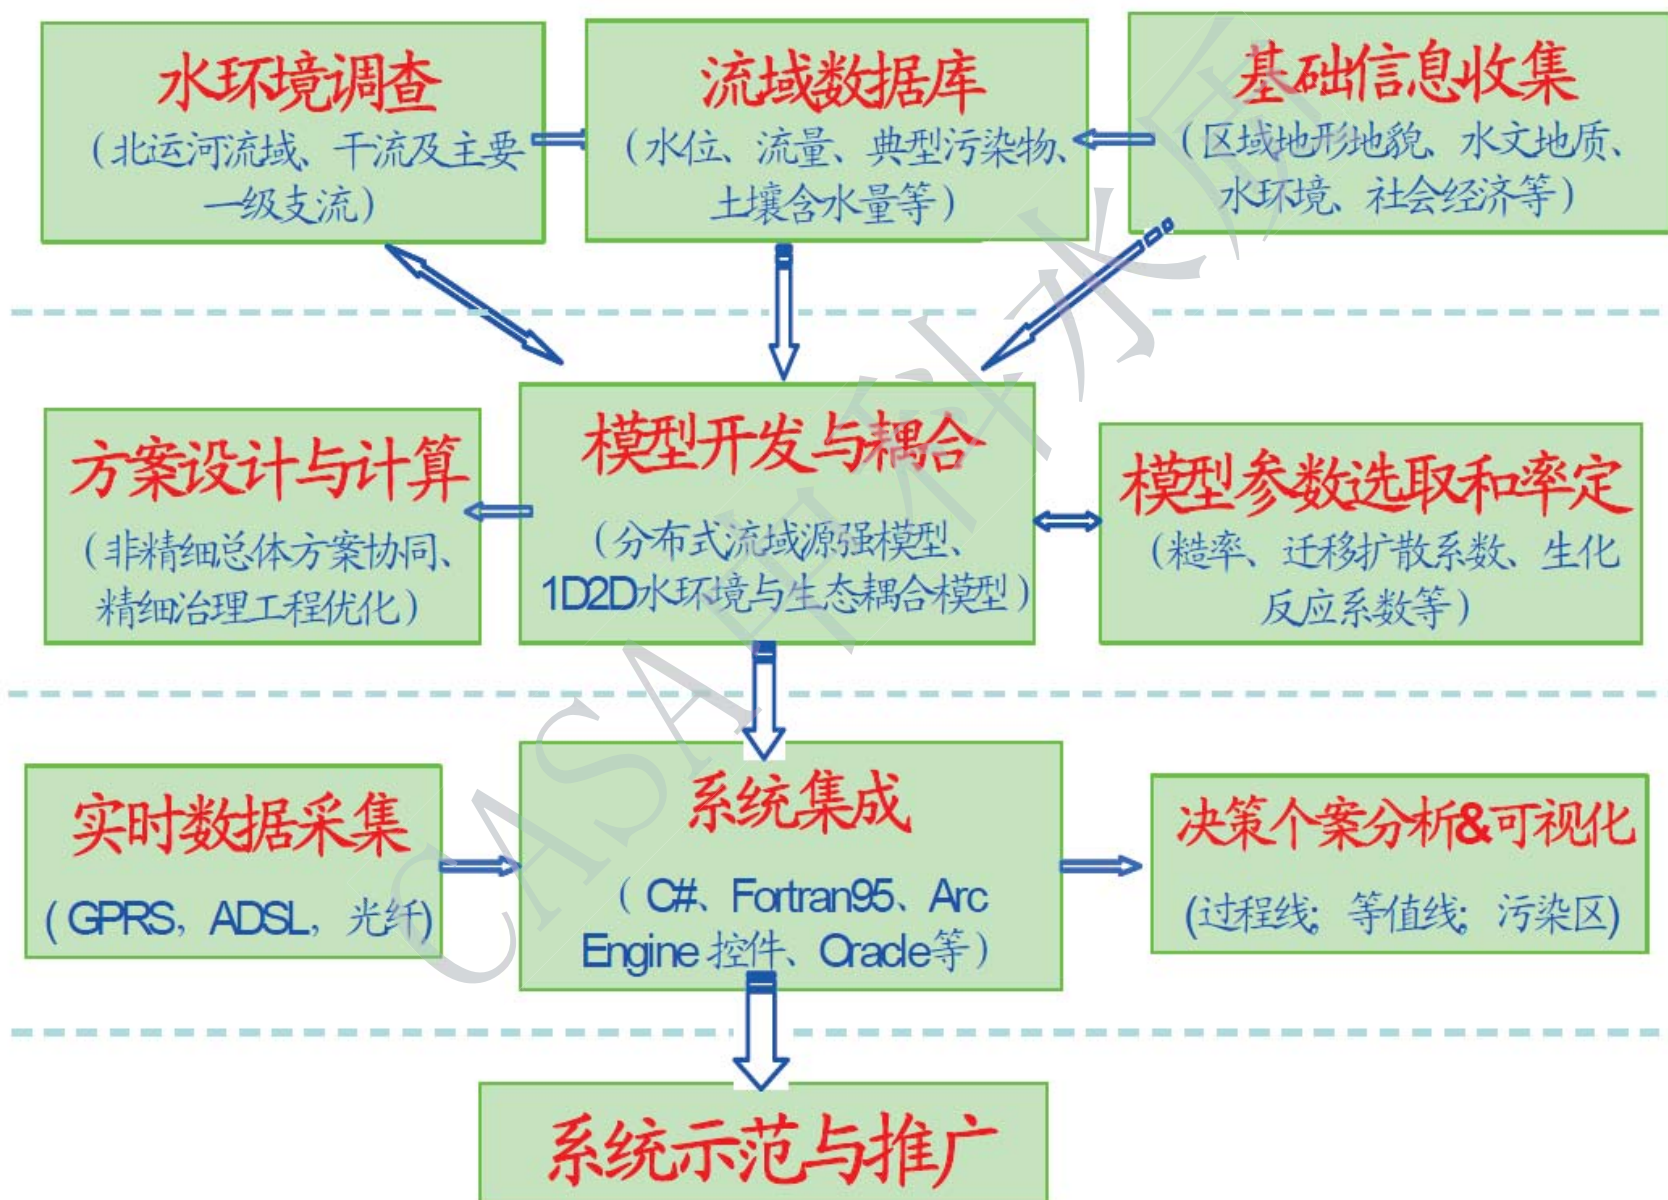 水环境调查
（北运河流域、干流及主要
一级支流）
流域数据库
（水位、流量、典型污染物、
土壤含水量等）
基础信息收集
（区域地形地貌、水文地质、
水环境、社会经济等）
方案设计与计算
（非精细总体方案协同、
精细治理工程优化）
模型开发与耦合
（分布式流域源强模型、
1D2D水环境与生态耦合模型）
模型参数选取和率定
（糙率、迁移扩散系数、生化
反应系数等）
实时数据采集
(GPRS，ADSL，光纤)
系统集成
（C#、Fortran95、Arc
Engine 控件、Oracle等）
决策个案分析&可视化
(过程线；等值线；污染区)
系统示范与推广
CASA中科水质